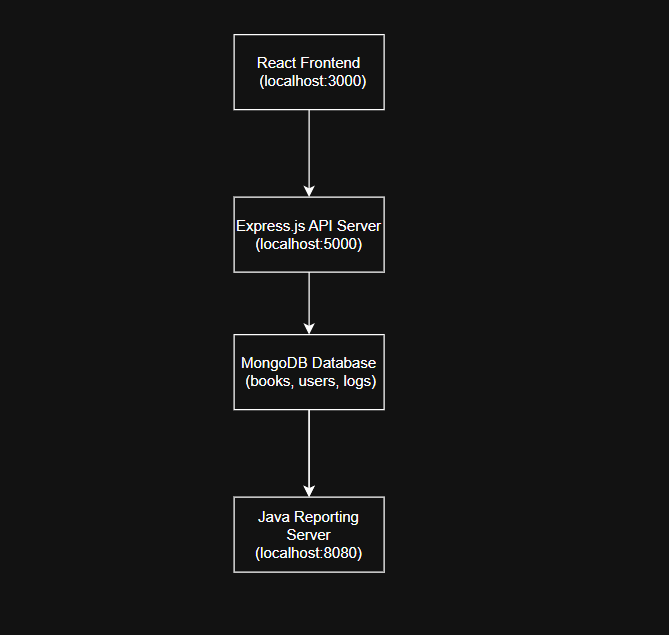 React Frontend
(localhost:3000)
Express.js API Server
(localhost:5000)
MongoDB Database
(books, users, logs)
Java Reporting
Server
(localhost:8080)